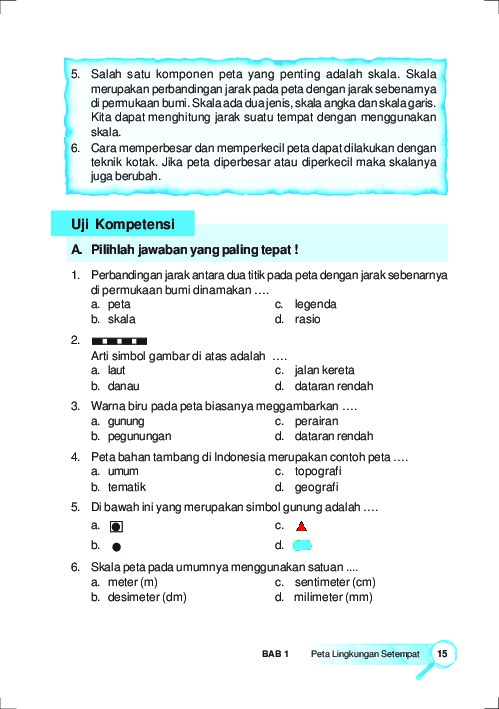 5. Salah satu komponen peta yang penting adalah skala. Skala
merupakan perbandingan jarak pada peta dengan jarak sebenarnya
di permukaan bumi. Skala ada dua jenis, skala angka dan skala garis.
Kita dapat menghitung jarak suatu tempat dengan menggunakan
skala.
6. Cara memperbesar dan memperkecil peta dapat dilakukan dengan
teknik kotak. Jika peta diperbesar atau diperkecil maka skalanya
juga berubah.
Uji Kompetensi
A. Pilihlah jawaban yang paling tepat !
1. Perbandingan jarak antara dua titik pada peta dengan jarak sebenarnya
di permukaan bumi dinamakan ....
a. peta c. legenda
b. skala d. rasio
2.
Arti simbol gambar di atas adalah ....
a. laut c. jalan kereta
b. danau d. dataran rendah
3. Warna biru pada peta biasanya meggambarkan ....
a. gunung c. perairan
b. pegunungan d. dataran rendah
4. Peta bahan tambang di Indonesia merupakan contoh peta ....
a. umum c. topografi
b. tematik d. geografi
5. Di bawah ini yang merupakan simbol gunung adalah ....
a. c.
b. d.
6. Skala peta pada umumnya menggunakan satuan ....
a. meter (m) c. sentimeter (cm)
b. desimeter (dm) d. milimeter (mm)
BAB 1 Peta Lingkungan Setempat 15